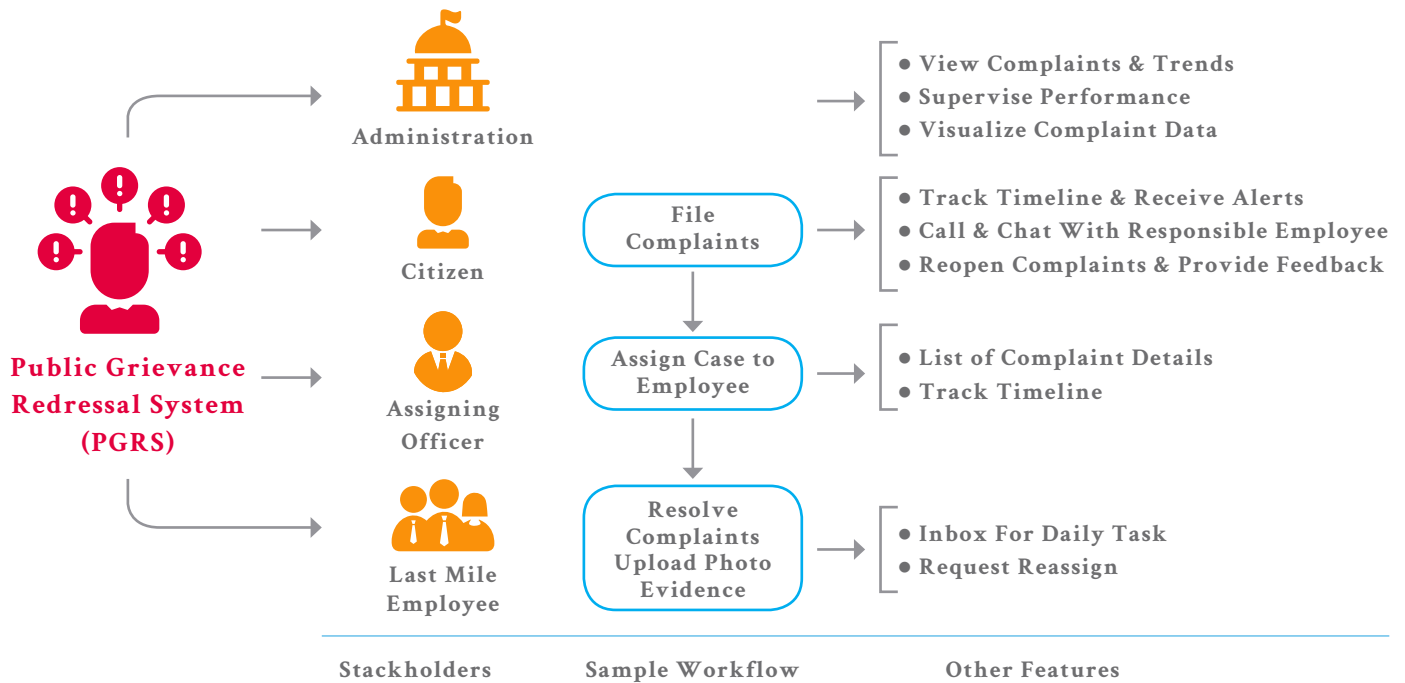 Public Grievance
Redressal System
(PGRS)
Administration
● View Complaints & Trends
● Supervise Performance
● Visualize Complaint Data
Citizen
File
Complaints
● Track Timeline & Receive Alerts
● Call & Chat With Responsible Employee
● Reopen Complaints & Provide Feedback
Assigning
Officer
Assign Case to
Employee
● List of Complaint Details
● Track Timeline
Last Mile
Employee
Resolve
Complaints
Upload Photo
Evidence
● Inbox For Daily Task
● Request Reassign
Stackholders
Sample Workflow
Other Features